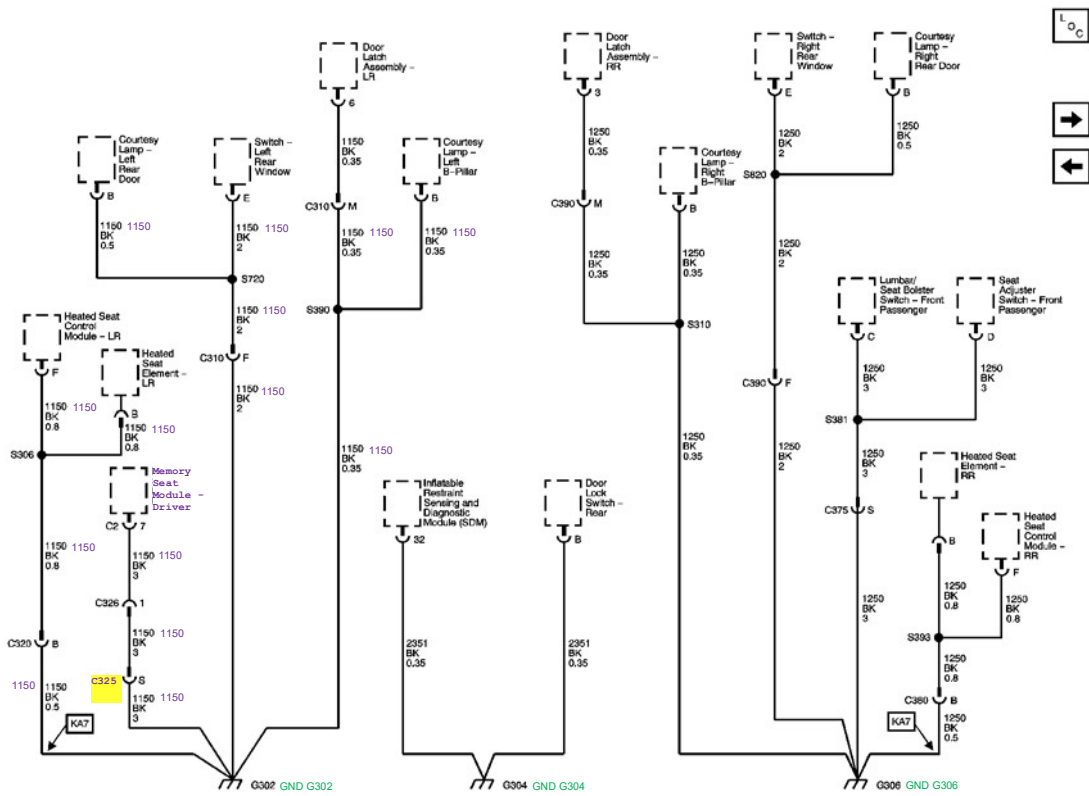 L
O
C
Door
Latch
Assembly –
LR
6
1150
BK
0.35
C310 M
1150 1150
BK
0.35
Courtesy
Lamp –
Left
B-Pillar
B
1150 1150
BK
0.35
S390
1150 1150
BK
0.35
Courtesy
Lamp –
Left
Rear
Door
B
1150 1150
BK
0.5
Switch –
Left
Rear
Window
E
1150 1150
BK
2
S720
1150 1150
BK
2
C310 F
1150 1150
BK
2
Heated Seat
Control
Module – LR
F
1150 1150
BK
0.8
Heated
Seat
Element –
LR
B
1150 1150
BK
0.8
S306
1150 1150
BK
0.8
C320 B
1150 1150
BK
0.5
KA7
Memory
Seat
Module –
Driver
C2 7
1150 1150
BK
3
C326 1
1150 1150
BK
3
C325 S
1150 1150
BK
3
G302 GND G302
Inflatable
Restraint
Sensing and
Diagnostic
Module (SDM)
32
2351
BK
0.35
Door
Lock
Switch –
Rear
B
2351
BK
0.35
G304 GND G304
Door
Latch
Assembly –
RR
3
1250
BK
0.35
C390 M
1250
BK
0.35
Courtesy
Lamp –
Right
B-Pillar
B
1250
BK
0.35
S310
1250
BK
0.35
Switch –
Right
Rear
Window
E
1250
BK
2
Courtesy
Lamp –
Right
Rear Door
B
1250
BK
0.5
S820
1250
BK
2
C390 F
1250
BK
2
Lumbar/
Seat Bolster
Switch – Front
Passenger
C
1250
BK
3
Seat
Adjuster
Switch – Front
Passenger
D
1250
BK
3
S381
1250
BK
3
C375 S
1250
BK
3
Heated Seat
Element –
RR
B
1250
BK
0.8
Heated
Seat
Control
Module –
RR
F
1250
BK
0.8
S393
1250
BK
0.8
C360 B
1250
BK
0.5
KA7
G306 GND G306